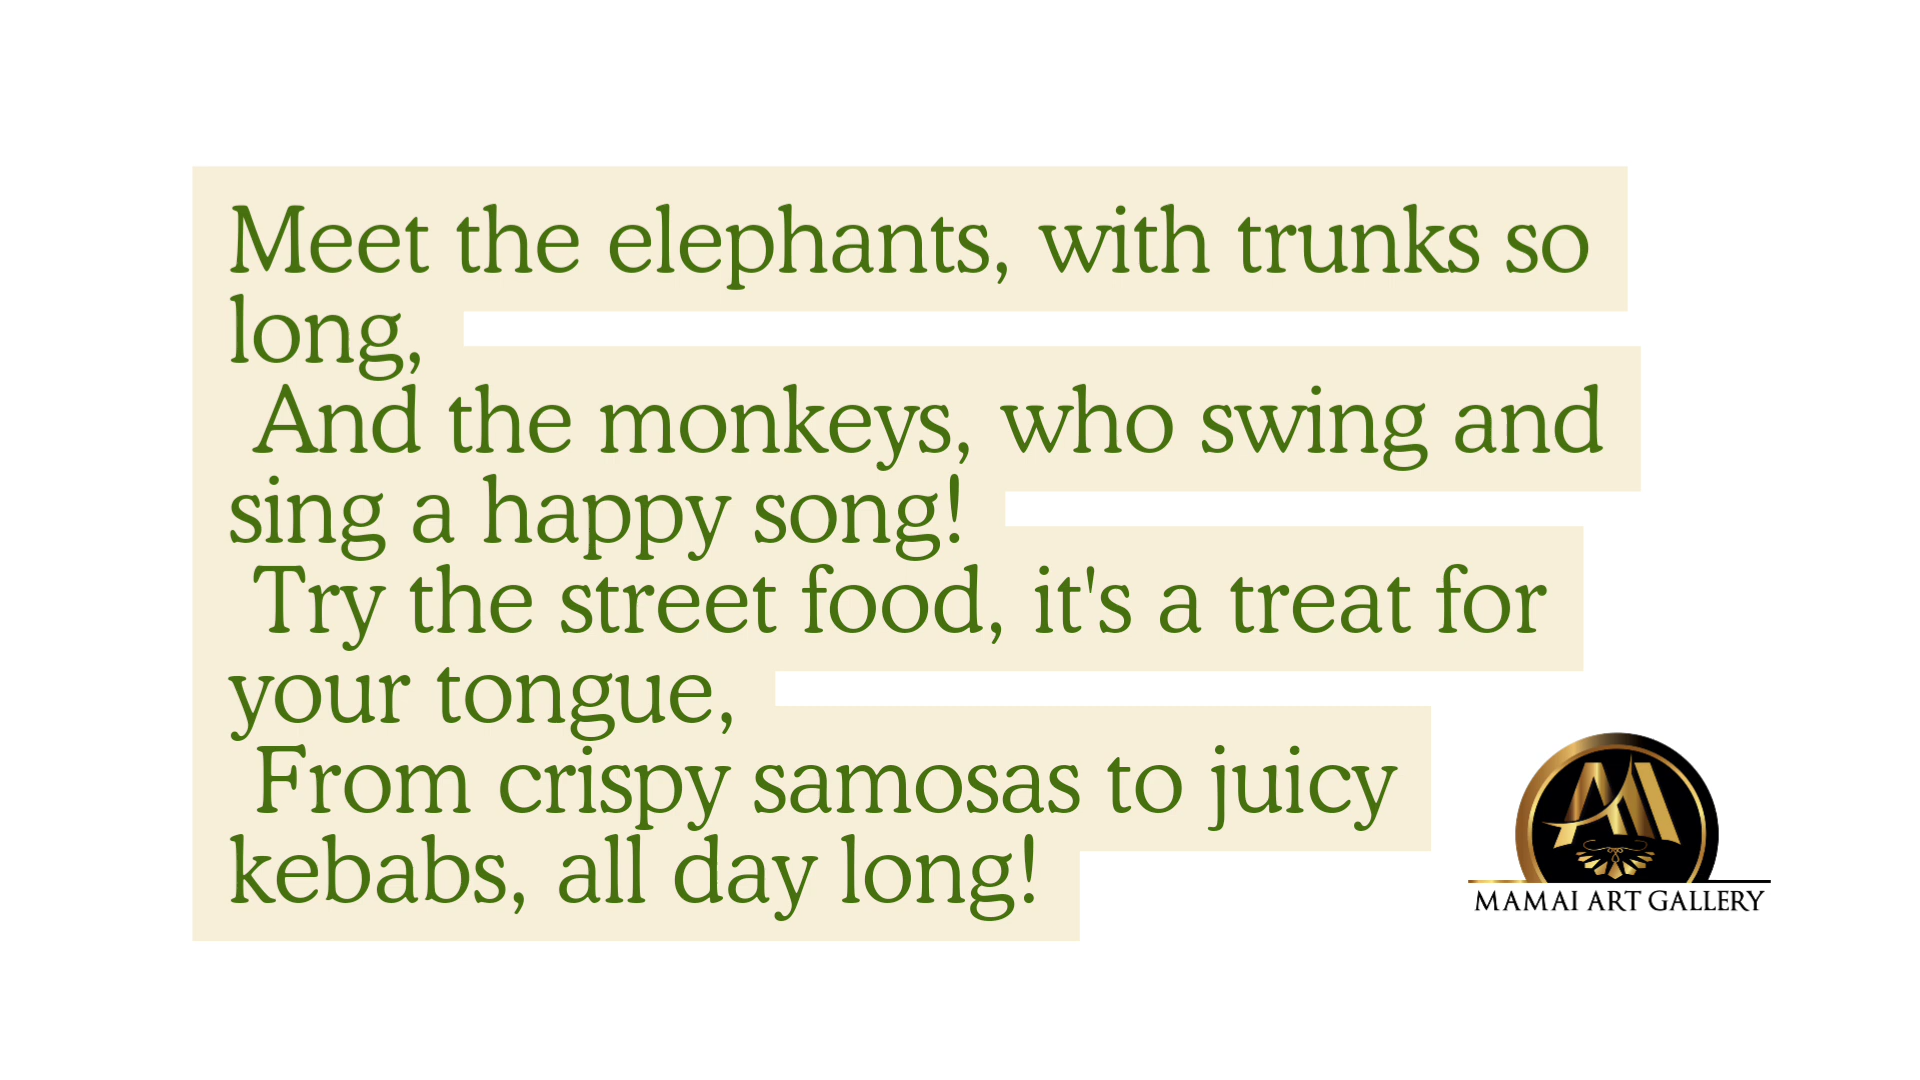 Meet the elephants, with trunks so
long,
And the monkeys, who swing and
sing a happy song!
Try the street food, it's a treat for
your tongue,
From crispy samosas to juicy
kebabs, all day long!
MAMAI ART GALLERY